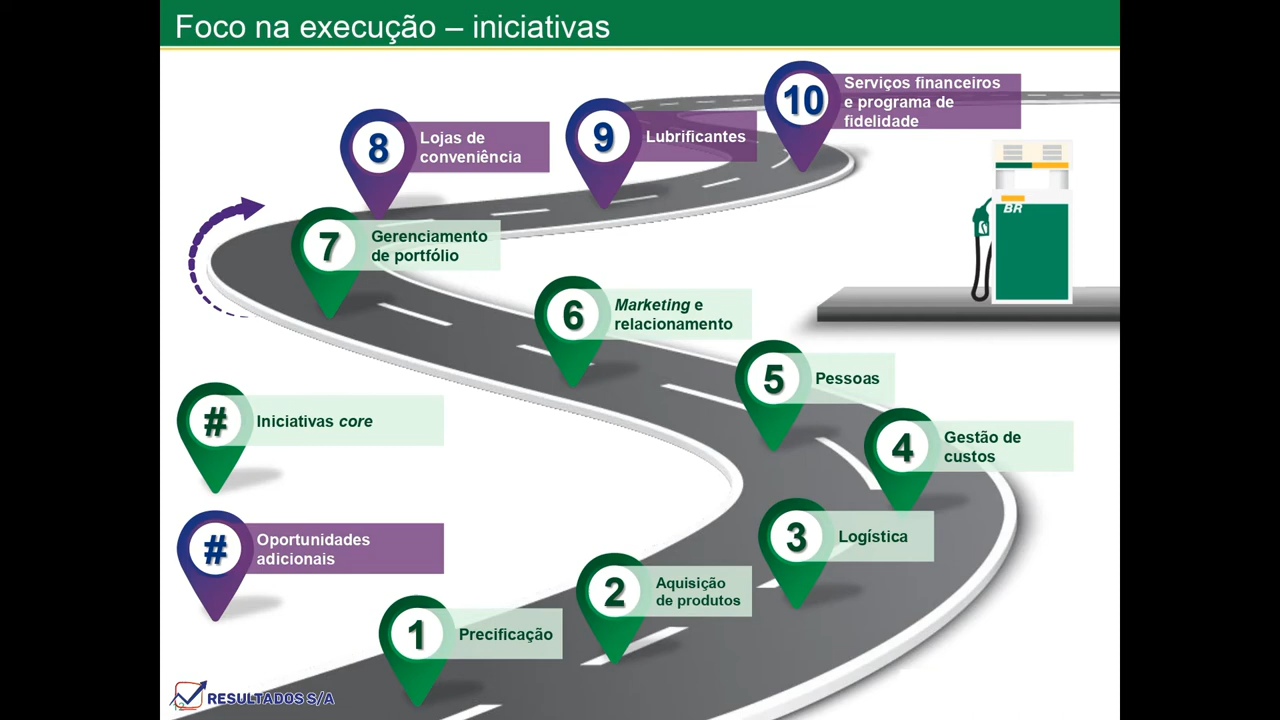 Foco na execução – iniciativas
10
Serviços financeiros
e programa de
fidelidade
9
Lubrificantes
8
Lojas de
conveniência
BR
7
Gerenciamento
de portfólio
6
Marketing e
relacionamento
5
Pessoas
#
Iniciativas core
4
Gestão de
custos
3
Logística
#
Oportunidades
adicionais
2
Aquisição
de produtos
1
Precificação
RESULTADOS S/A